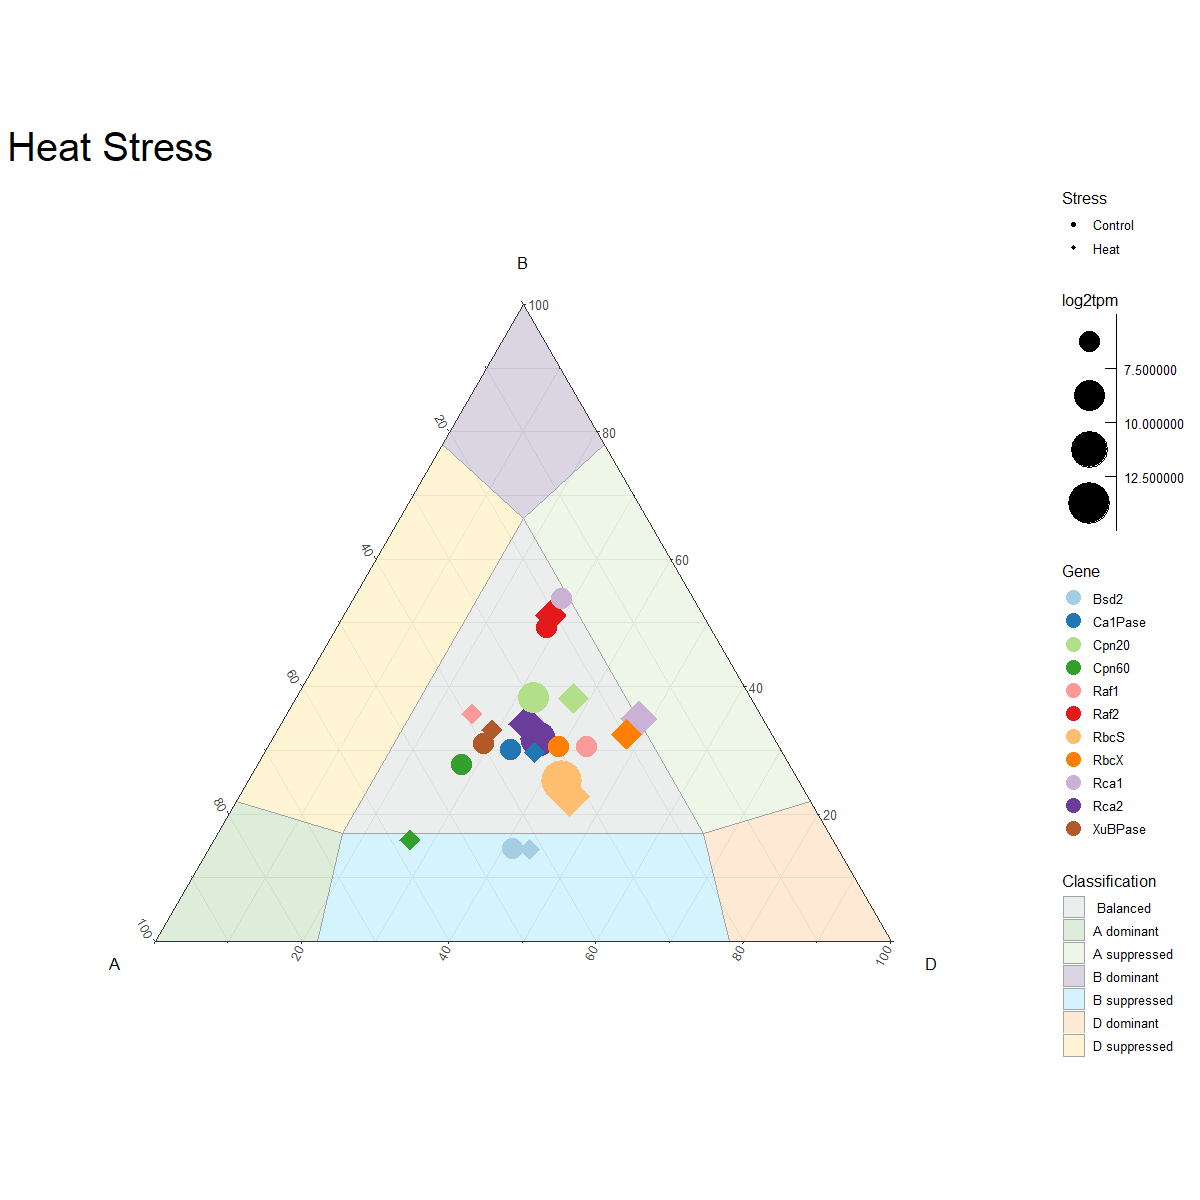 Heat Stress
Stress
Control
Heat
log2tpm
7.500000
10.000000
12.500000
Gene
Bsd2
Ca1Pase
Cpn20
Cpn60
Raf1
Raf2
RbcS
RbcX
Rca1
Rca2
XuBPase
Classification
Balanced
A dominant
A suppressed
B dominant
B suppressed
D dominant
D suppressed
B
100
20
80
40
60
60
40
80
20
100
A
20
40
60
80
100
D